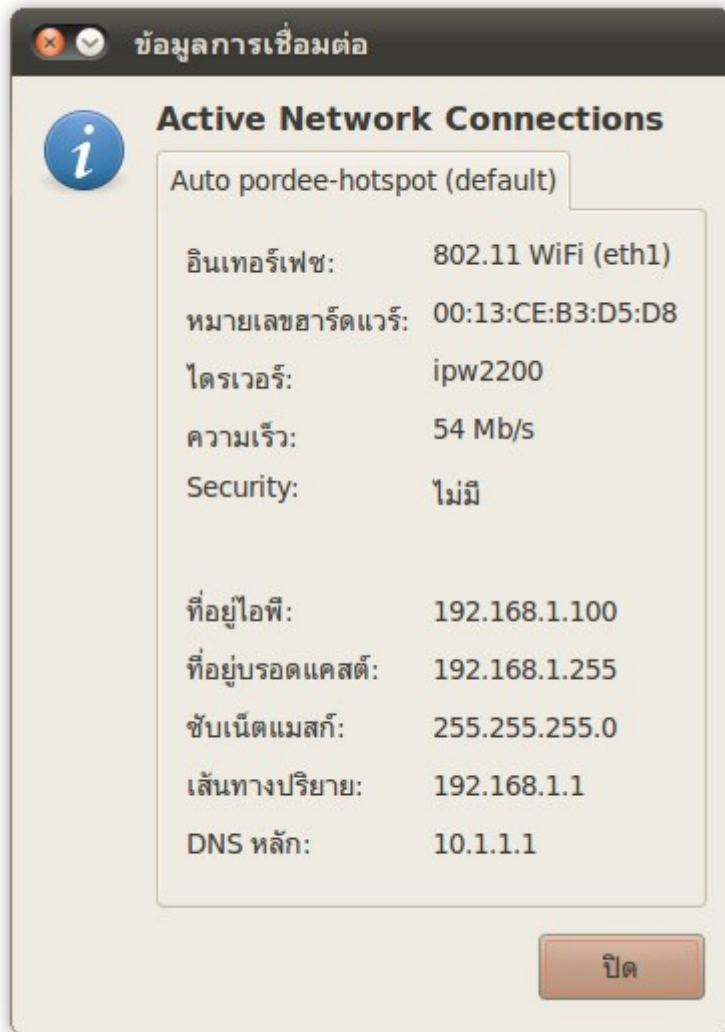 ข้อมูลการเชื่อมต่อ
Active Network Connections
Auto pordee-hotspot (default)
อินเทอร์เฟซ: 802.11 WiFi (eth1)
หมายเลขฮาร์ดแวร์: 00:13:CE:B3:D5:D8
ไดรเวอร์: ipw2200
ความเร็ว: 54 Mb/s
Security: ไม่มี
ที่อยู่ไอพี: 192.168.1.100
ที่อยู่บรอดแคสต์: 192.168.1.255
ซับเน็ตแมสก์: 255.255.255.0
เส้นทางปริยาย: 192.168.1.1
DNS หลัก: 10.1.1.1
ปิด